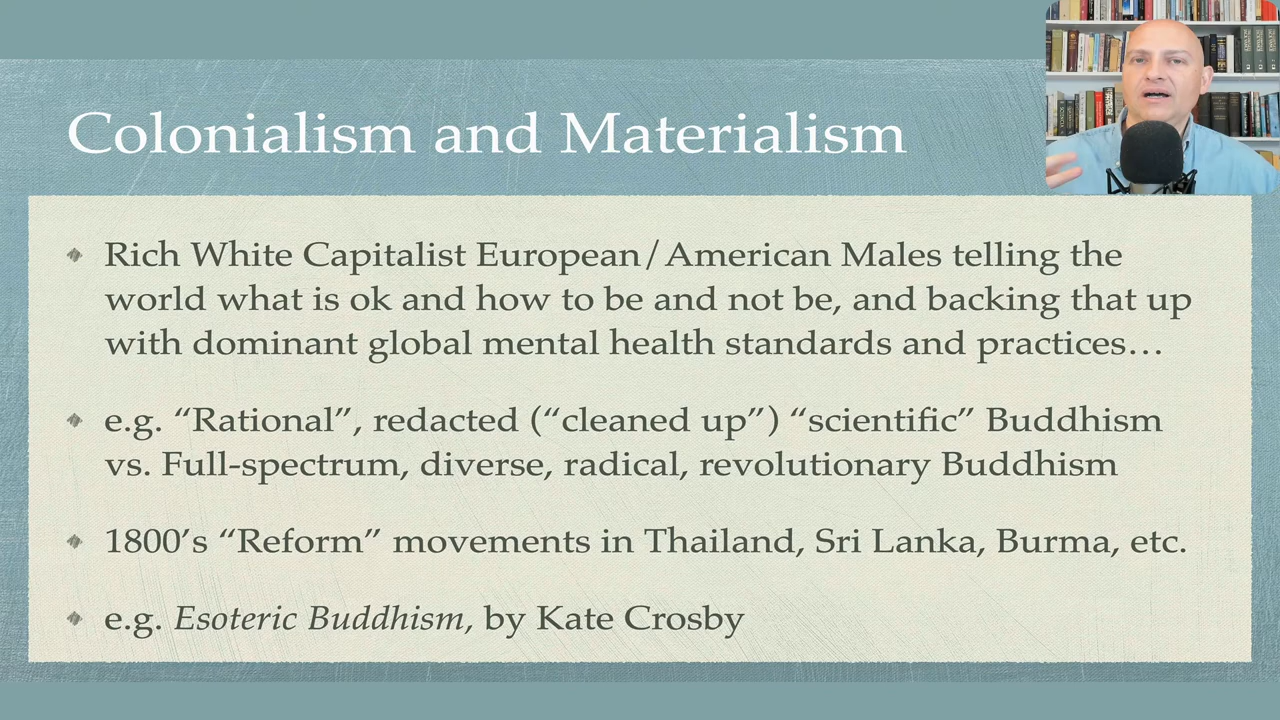 Colonialism and Materialism
Rich White Capitalist European/American Males telling the
world what is ok and how to be and not be, and backing that up
with dominant global mental health standards and practices…
e.g. “Rational”, redacted (“cleaned up”) “scientific” Buddhism
vs. Full-spectrum, diverse, radical, revolutionary Buddhism
1800’s “Reform” movements in Thailand, Sri Lanka, Burma, etc.
e.g. Esoteric Buddhism, by Kate Crosby